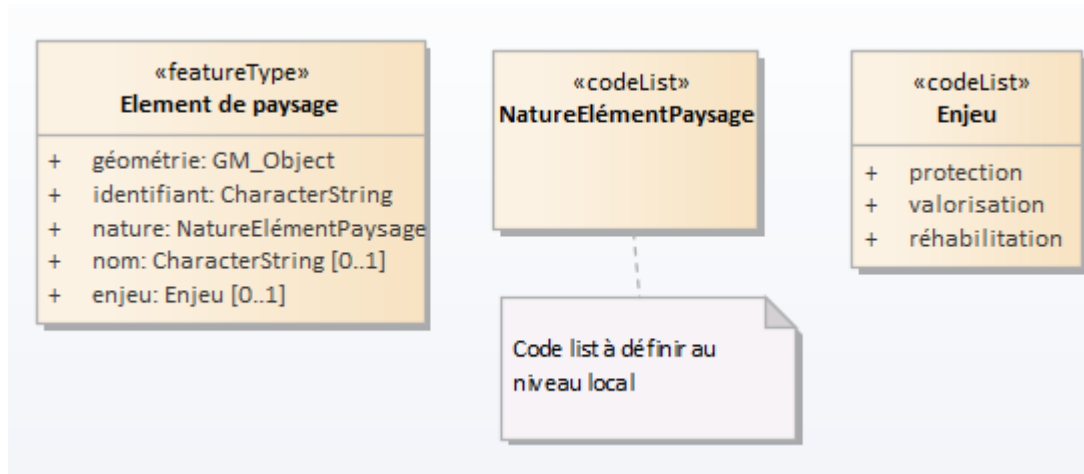 «featureType»
Element de paysage
+ géométrie: GM_Object
+ identifiant: CharacterString
+ nature: NatureElémentPaysage
+ nom: CharacterString [0..1]
+ enjeu: Enjeu [0..1]
«codeList»
NatureElémentPaysage
Code list à définir au
niveau local
«codeList»
Enjeu
+ protection
+ valorisation
+ réhabilitation